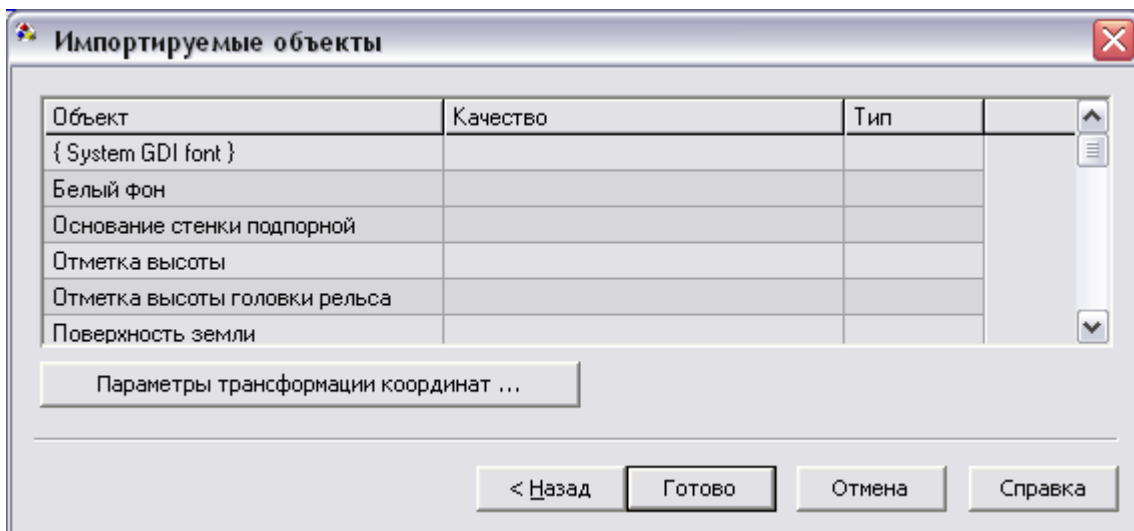 Импортируемые объекты
Объект Качество Тип
{ System GDI font }
Белый фон
Основание стенки подпорной
Отметка высоты
Отметка высоты головки рельса
Поверхность земли
Параметры трансформации координат ...
< Назад Готово Отмена Справка